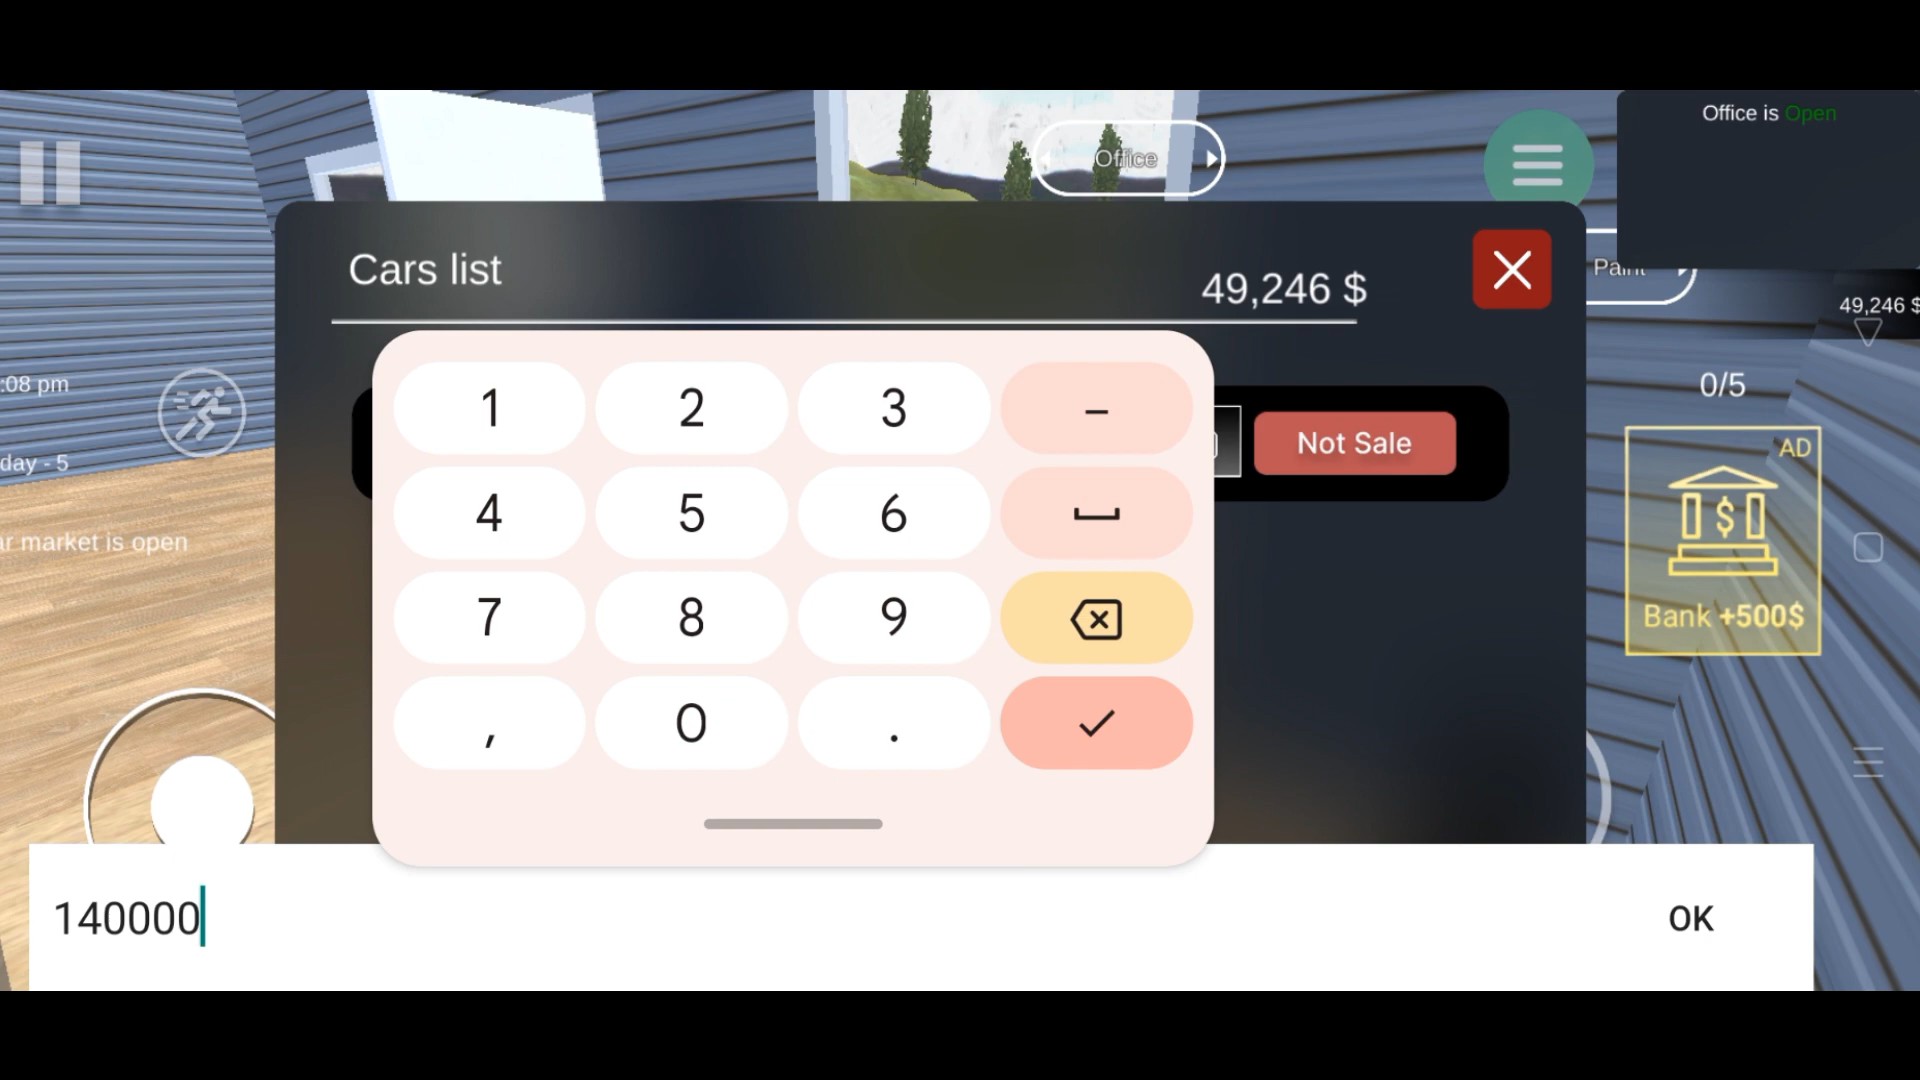 Office is Open
Office
Cars list
49,246 $
Paint
49,246 $
:08 pm
0/5
1
2
3
–
Not Sale
AD
day - 5
4
5
6
ar market is open
$
7
8
9
Bank +500$
,
0
.
140000
OK